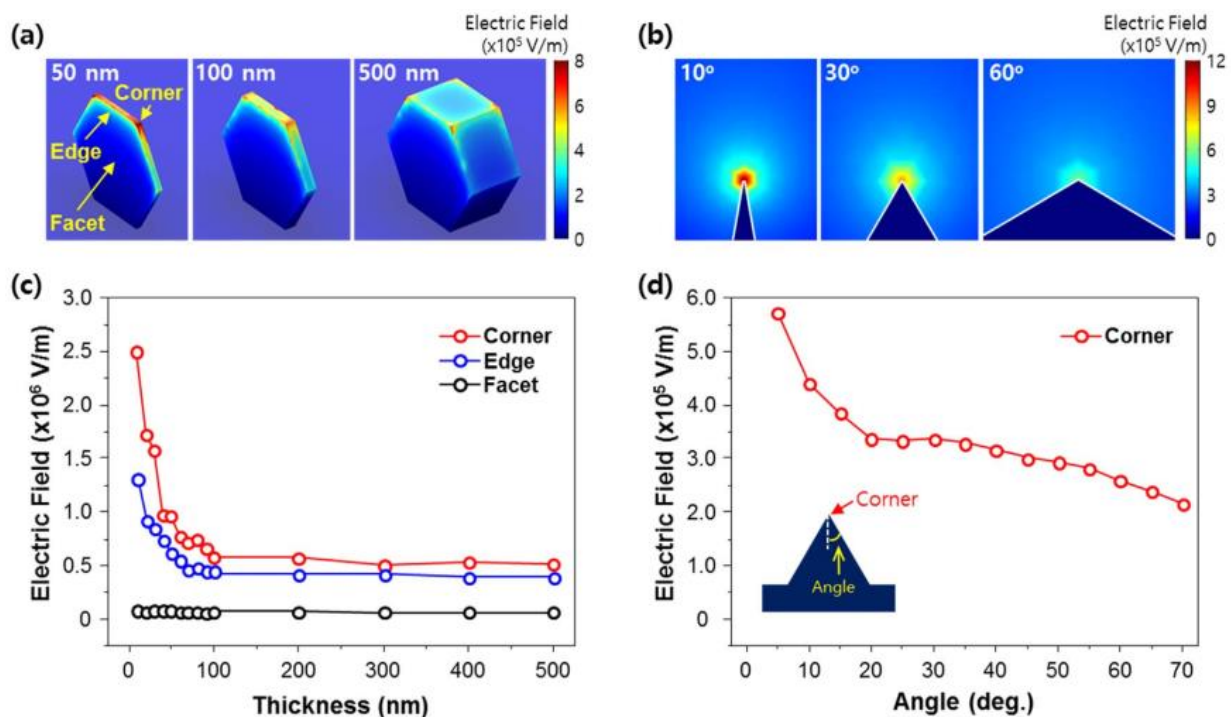 (a)
Electric Field
(x10⁵ V/m)
50 nm
Corner
Edge
Facet
100 nm
500 nm
8
6
4
2
0
(b)
Electric Field
(x10⁵ V/m)
10°
30°
60°
12
9
6
3
0
(c)
Electric Field (x10⁶ V/m)
3.0
2.5
2.0
1.5
1.0
0.5
0
Corner
Edge
Facet
0 100 200 300 400 500
Thickness (nm)
(d)
Electric Field (x10⁵ V/m)
6.0
5.0
4.0
3.0
2.0
1.0
0
Corner
Corner
Angle
0 10 20 30 40 50 60 70
Angle (deg.)